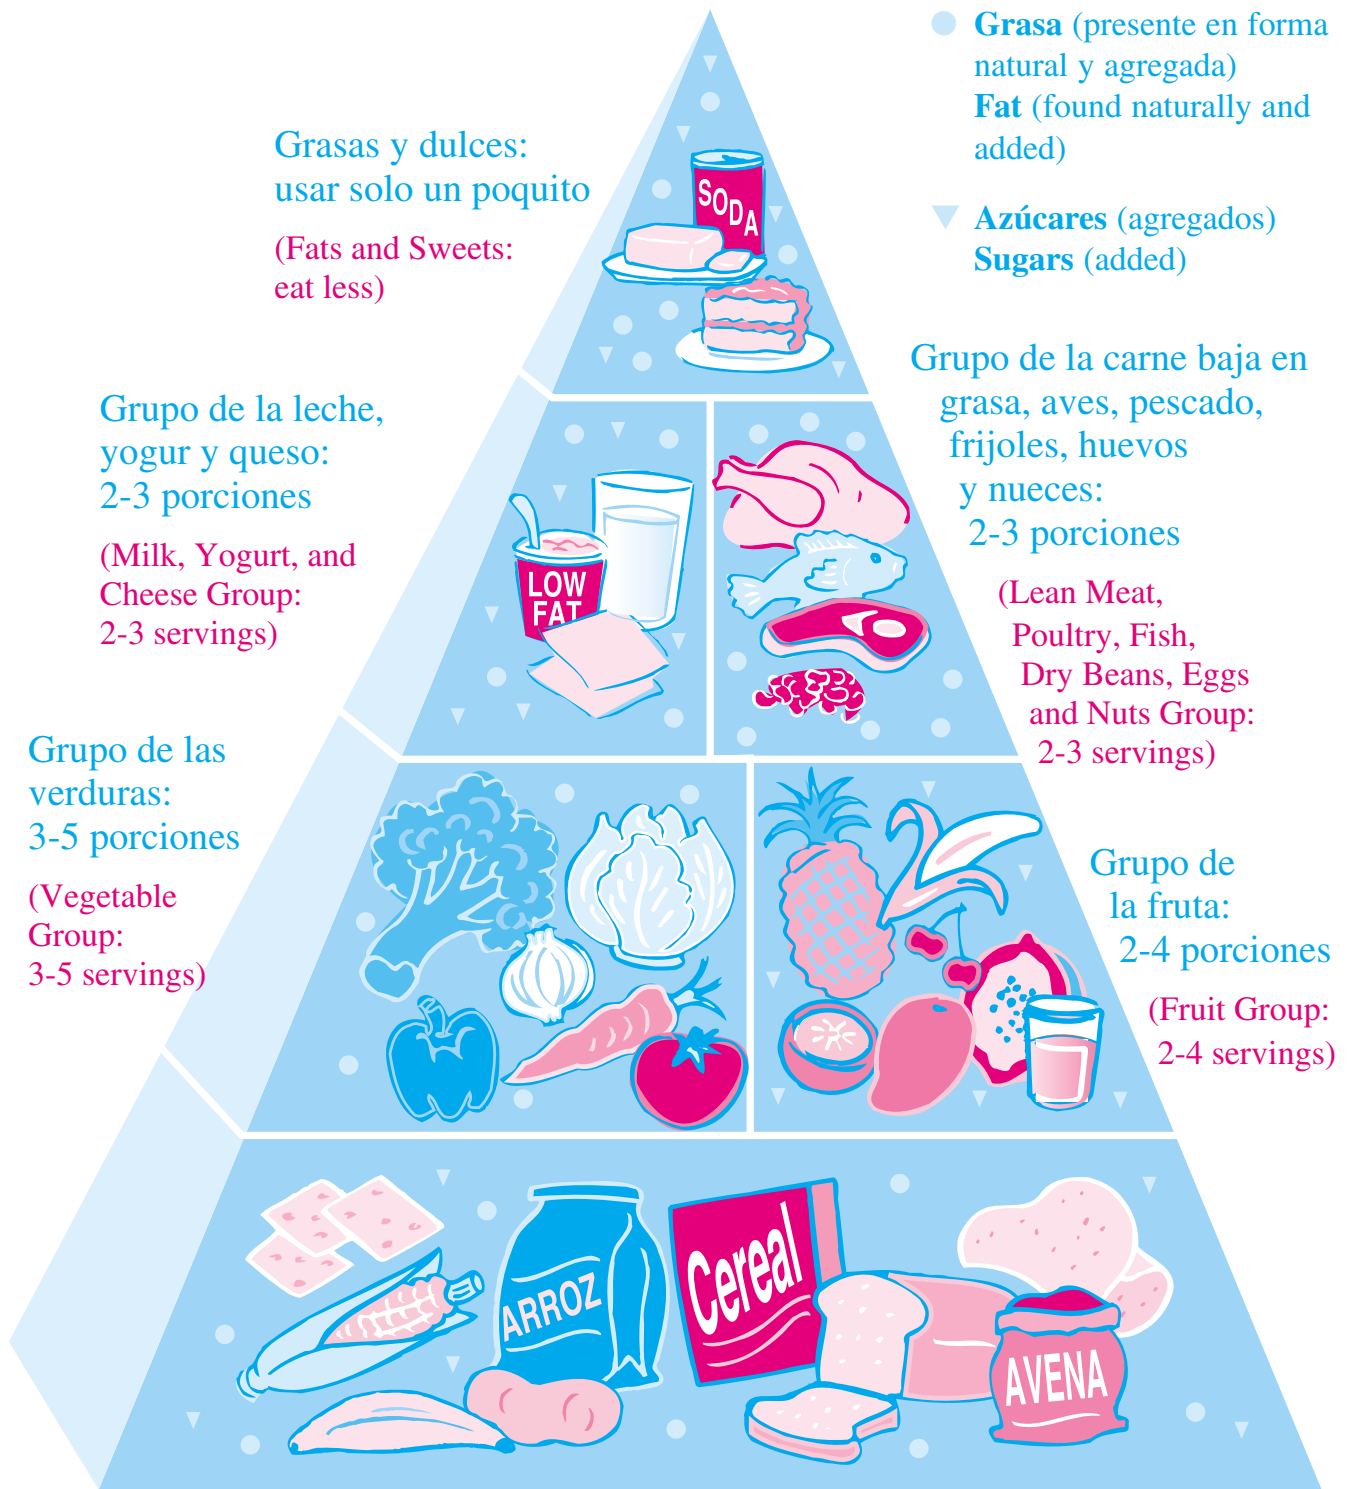 Grasa (presente en forma
natural y agregada)
Fat (found naturally and
added)
Azúcares (agregados)
Sugars (added)
Grasas y dulces:
usar solo un poquito
(Fats and Sweets:
eat less)
SODA
Grupo de la leche,
yogur y queso:
2-3 porciones
(Milk, Yogurt, and
Cheese Group:
2-3 servings)
LOW
FAT
Grupo de la carne baja en
grasa, aves, pescado,
frijoles, huevos
y nueces:
2-3 porciones
(Lean Meat,
Poultry, Fish,
Dry Beans, Eggs
and Nuts Group:
2-3 servings)
Grupo de las
verduras:
3-5 porciones
(Vegetable
Group:
3-5 servings)
Grupo de
la fruta:
2-4 porciones
(Fruit Group:
2-4 servings)
ARROZ
Cereal
AVENA